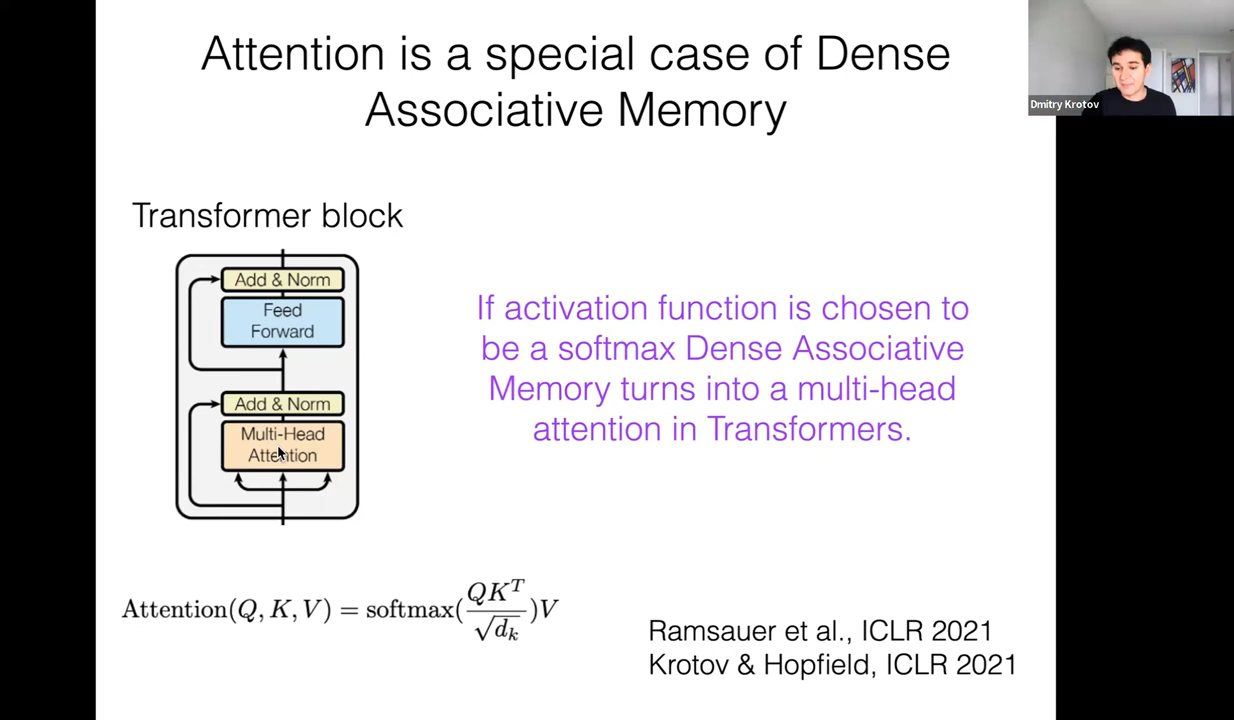 Attention is a special case of Dense
Associative Memory
Dmitry Krotov
Transformer block
Add & Norm
Feed
Forward
Add & Norm
Multi-Head
Attention
If activation function is chosen to
be a softmax Dense Associative
Memory turns into a multi-head
attention in Transformers.
Attention(Q, K, V) = softmax(QK^T/√d_k)V
Ramsauer et al., ICLR 2021
Krotov & Hopfield, ICLR 2021